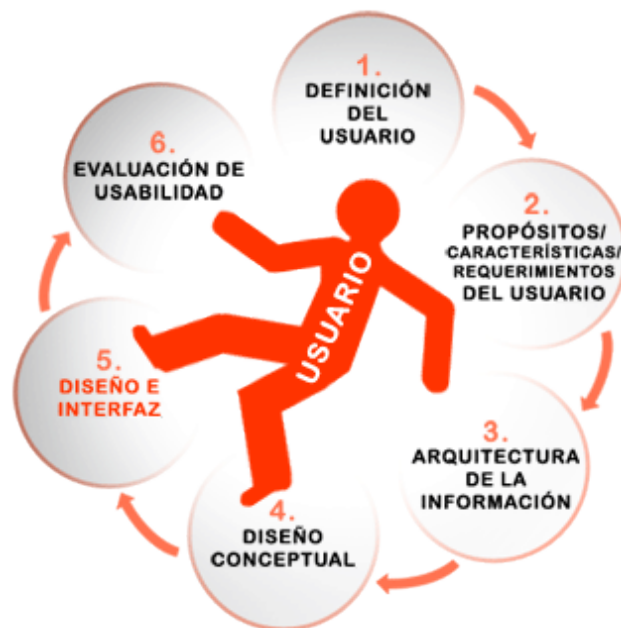 1.
DEFINICIÓN
DEL
USUARIO
2.
PROPÓSITOS/
CARACTERÍSTÍCAS/
REQUERIMIENTOS
DEL USUARIO
3.
ARQUITECTURA
DE LA
INFORMACIÓN
4.
DISEÑO
CONCEPTUAL
5.
DISEÑO E
INTERFAZ
6.
EVALUACIÓN DE
USABILIDAD
USUARIO